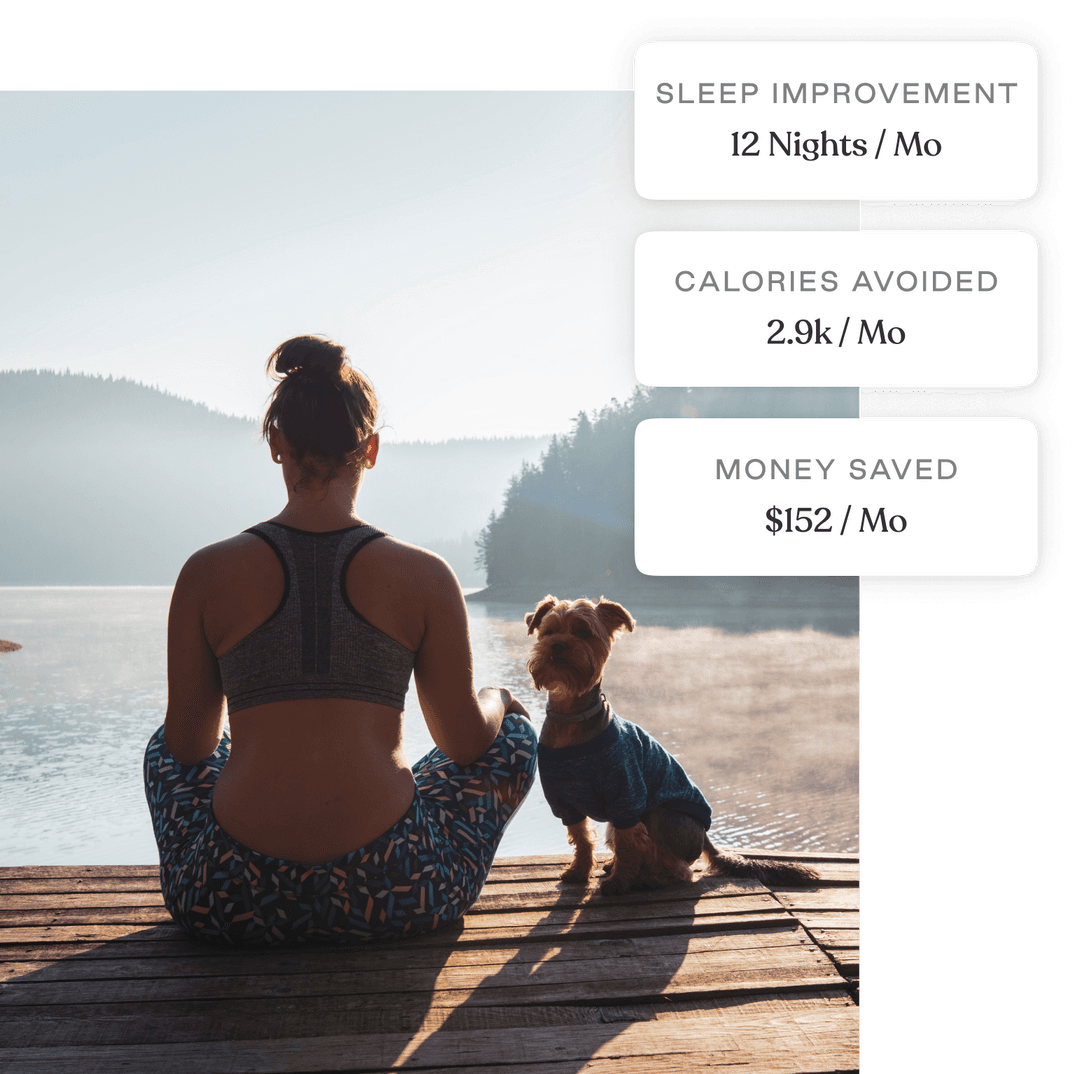 SLEEP IMPROVEMENT
12 Nights / Mo
CALORIES AVOIDED
2.9k / Mo
MONEY SAVED
$152 / Mo